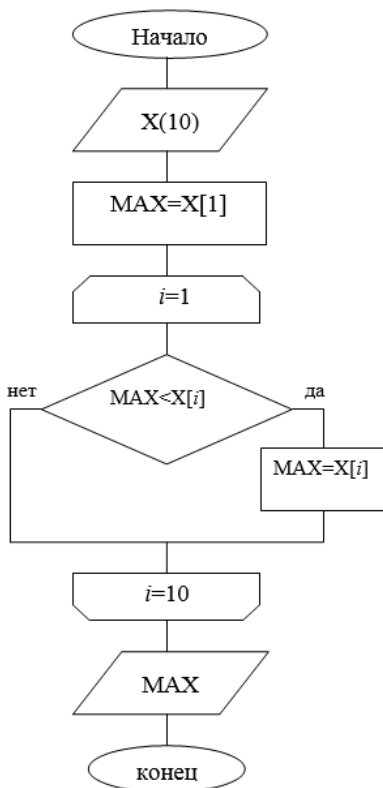 Начало
X(10)
MAX=X[1]
i=1
нет
MAX<X[i]
да
MAX=X[i]
i=10
MAX
конец